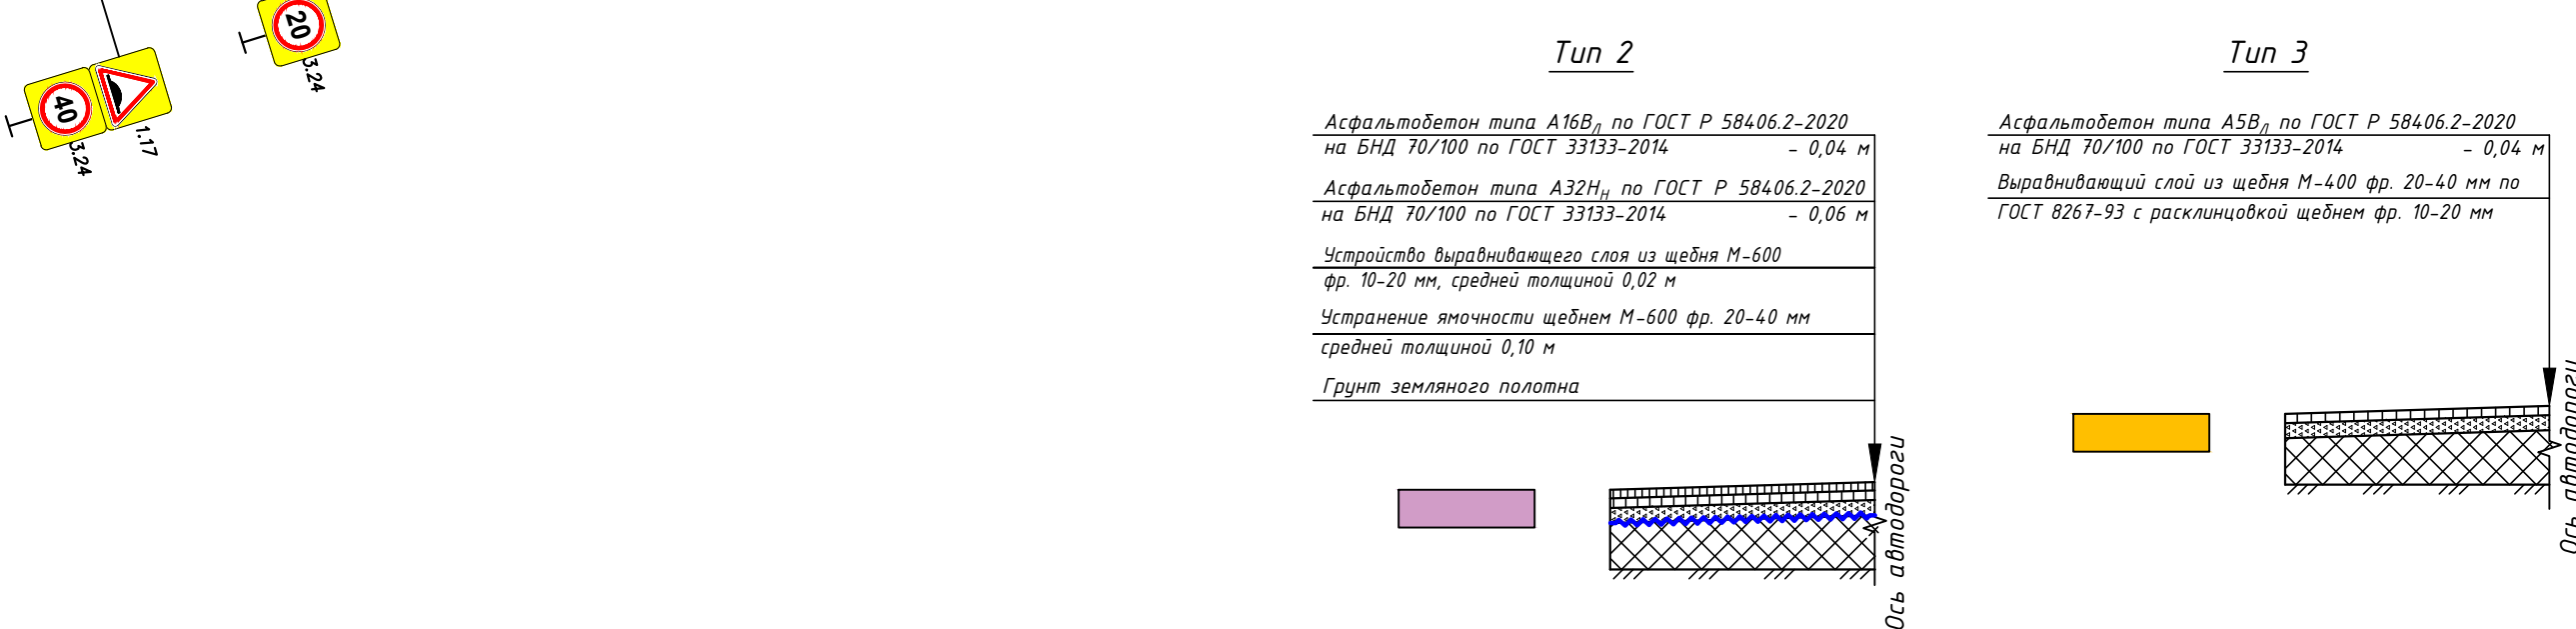 20
3.24
40
3.24
1.17
Тип 2
Асфальтобетон типа А16ВЛ по ГОСТ Р 58406.2-2020
на БНД 70/100 по ГОСТ 33133-2014 - 0,04 м
Асфальтобетон типа А32НН по ГОСТ Р 58406.2-2020
на БНД 70/100 по ГОСТ 33133-2014 - 0,06 м
Устройство выравнивающего слоя из щебня М-600
фр. 10-20 мм, средней толщиной 0,02 м
Устранение ямочности щебнем М-600 фр. 20-40 мм
средней толщиной 0,10 м
Грунт земляного полотна
Ось автодороги
Тип 3
Асфальтобетон типа А5ВЛ по ГОСТ Р 58406.2-2020
на БНД 70/100 по ГОСТ 33133-2014 - 0,04 м
Выравнивающий слой из щебня М-400 фр. 20-40 мм по
ГОСТ 8267-93 с расклинцовкой щебнем фр. 10-20 мм
Ось автодороги